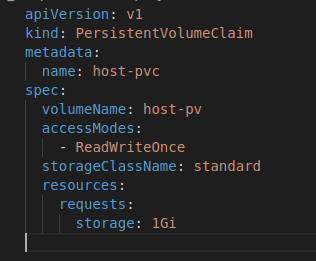 apiVersion: v1
kind: PersistentVolumeClaim
metadata:
  name: host-pvc
spec:
  volumeName: host-pv
  accessModes:
    - ReadWriteOnce
  storageClassName: standard
  resources:
    requests:
      storage: 1Gi